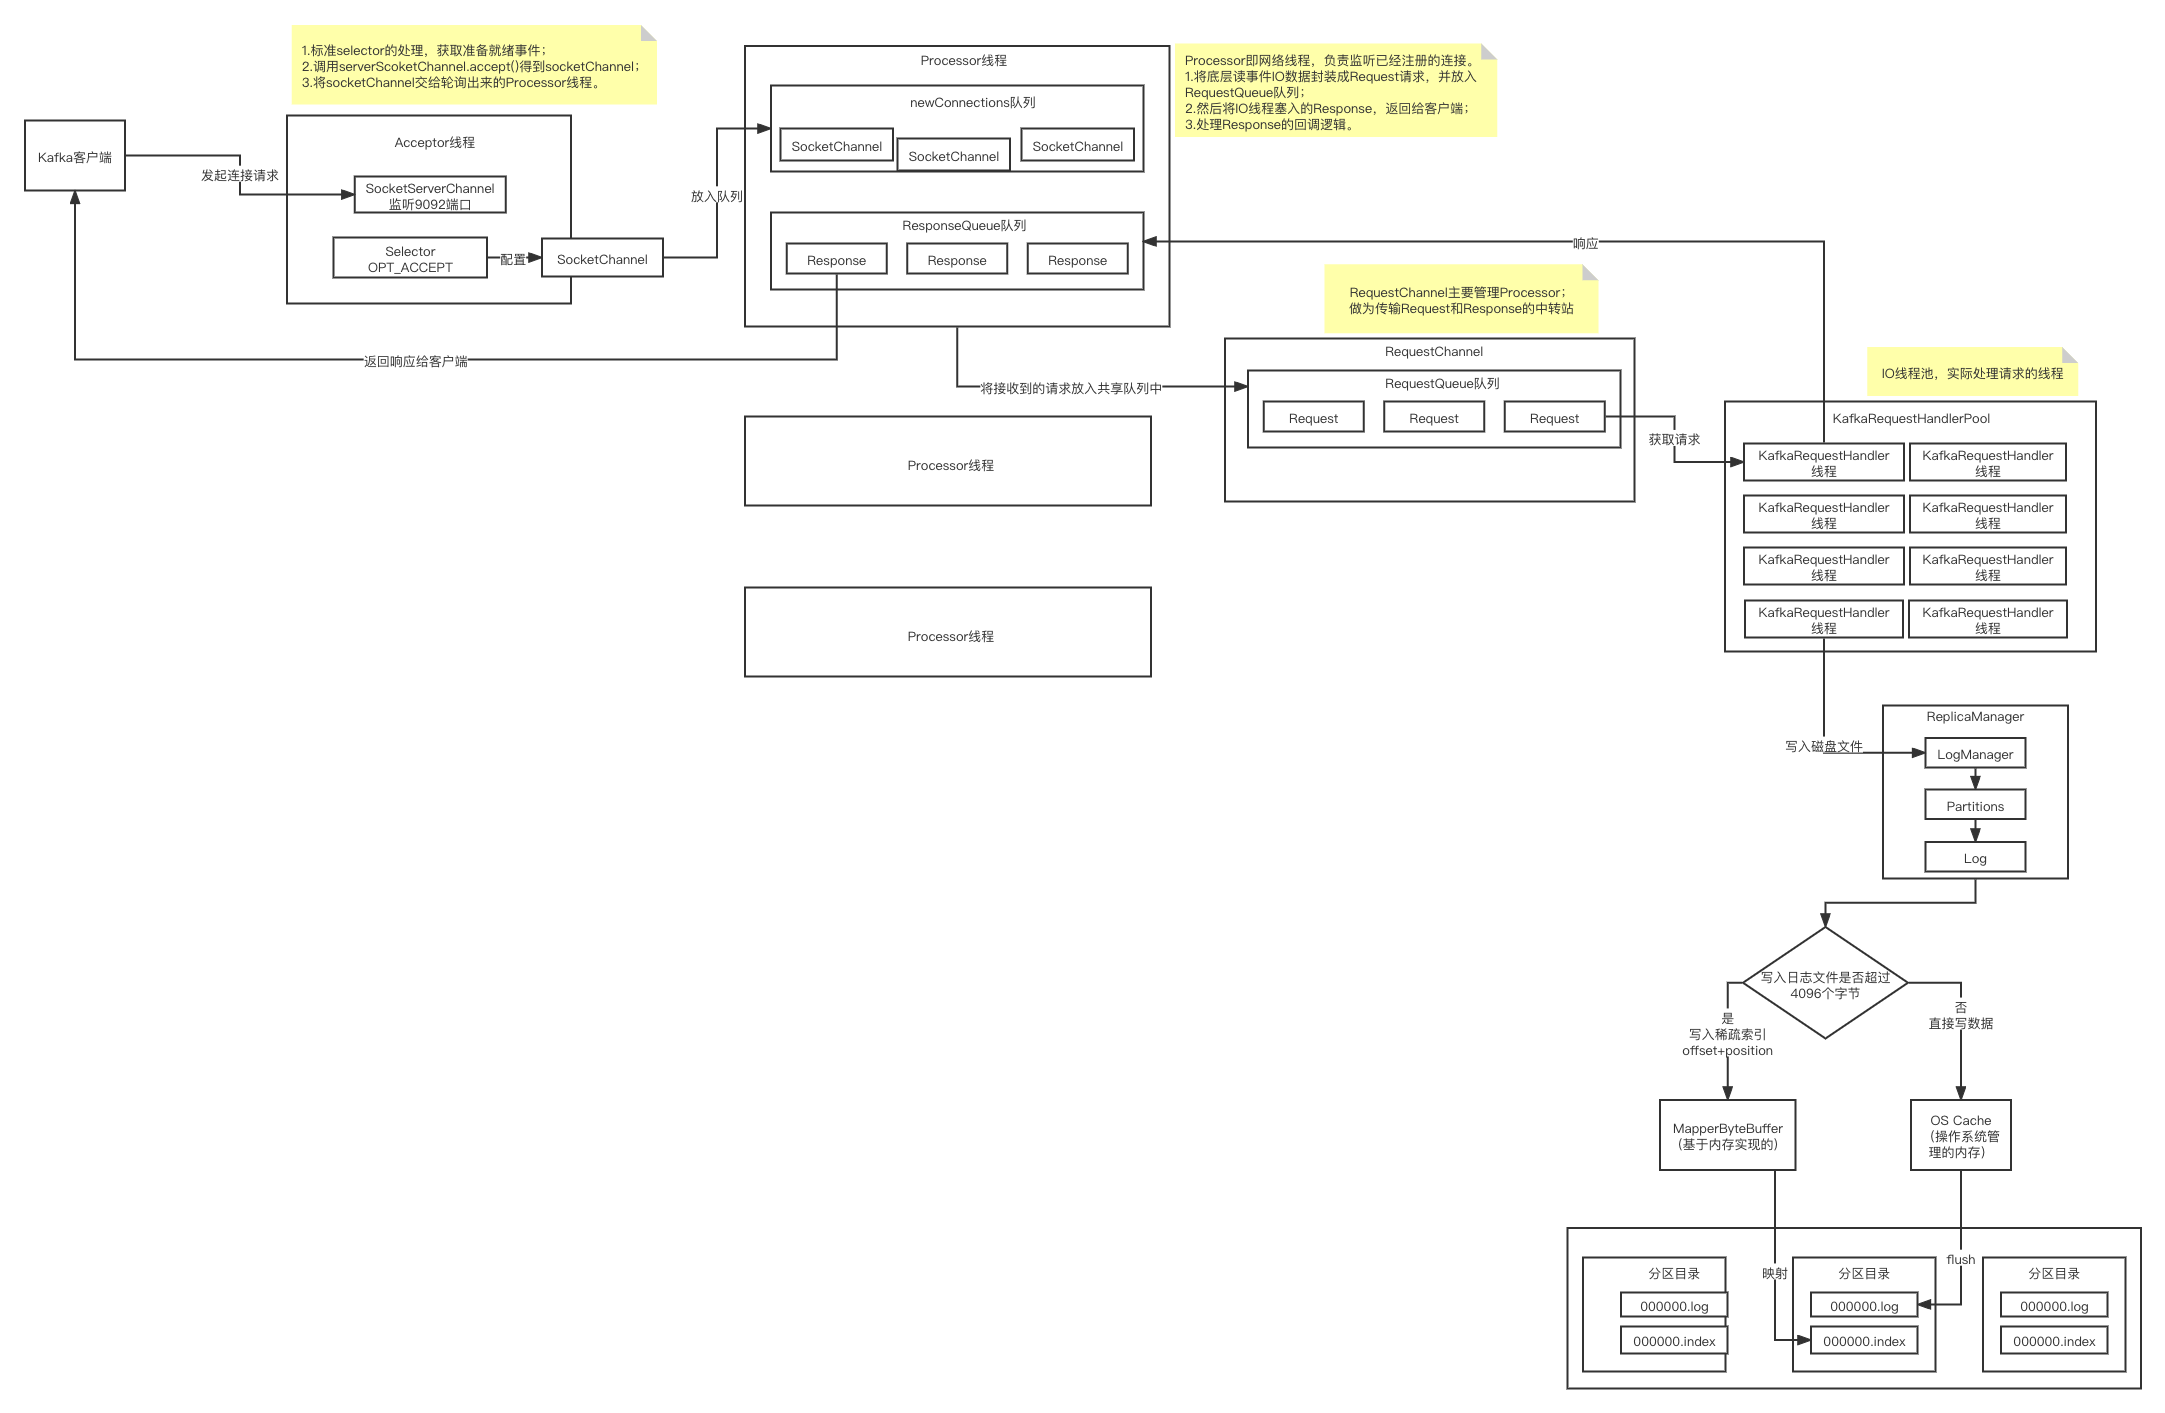 1.标准selector的处理，获取准备就绪事件；
2.调用serverScoketChannel.accept()得到socketChannel；
3.将socketChannel交给轮询出来的Processor线程。
Kafka客户端
发起连接请求
Acceptor线程
SocketServerChannel
监听9092端口
Selector
OPT_ACCEPT
配置
SocketChannel
放入队列
Processor线程
newConnections队列
SocketChannel
SocketChannel
SocketChannel
ResponseQueue队列
Response
Response
Response
Processor即网络线程，负责监听已经注册的连接。
1.将底层读事件IO数据封装成Request请求，并放入
RequestQueue队列；
2.然后将IO线程塞入的Response，返回给客户端；
3.处理Response的回调逻辑。
响应
返回响应给客户端
将接收到的请求放入共享队列中
RequestChannel主要管理Processor；
做为传输Request和Response的中转站
RequestChannel
RequestQueue队列
Request
Request
Request
获取请求
Processor线程
Processor线程
IO线程池，实际处理请求的线程
KafkaRequestHandlerPool
KafkaRequestHandler
线程
KafkaRequestHandler
线程
KafkaRequestHandler
线程
KafkaRequestHandler
线程
KafkaRequestHandler
线程
KafkaRequestHandler
线程
KafkaRequestHandler
线程
KafkaRequestHandler
线程
写入磁盘文件
ReplicaManager
LogManager
Partitions
Log
写入日志文件是否超过
4096个字节
是
写入稀疏索引
offset+position
否
直接写数据
MapperByteBuffer
（基于内存实现的）
OS Cache
（操作系统管
理的内存）
映射
flush
分区目录
000000.log
000000.index
分区目录
000000.log
000000.index
分区目录
000000.log
000000.index